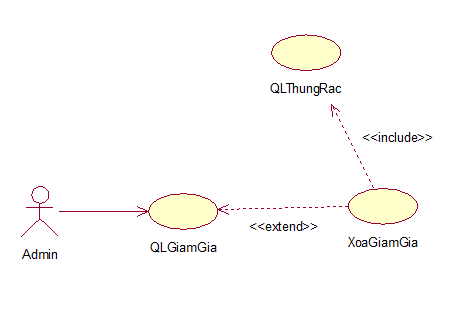 QLThungRac
<<include>>
Admin
QLGiamGia
<<extend>>
XoaGiamGia